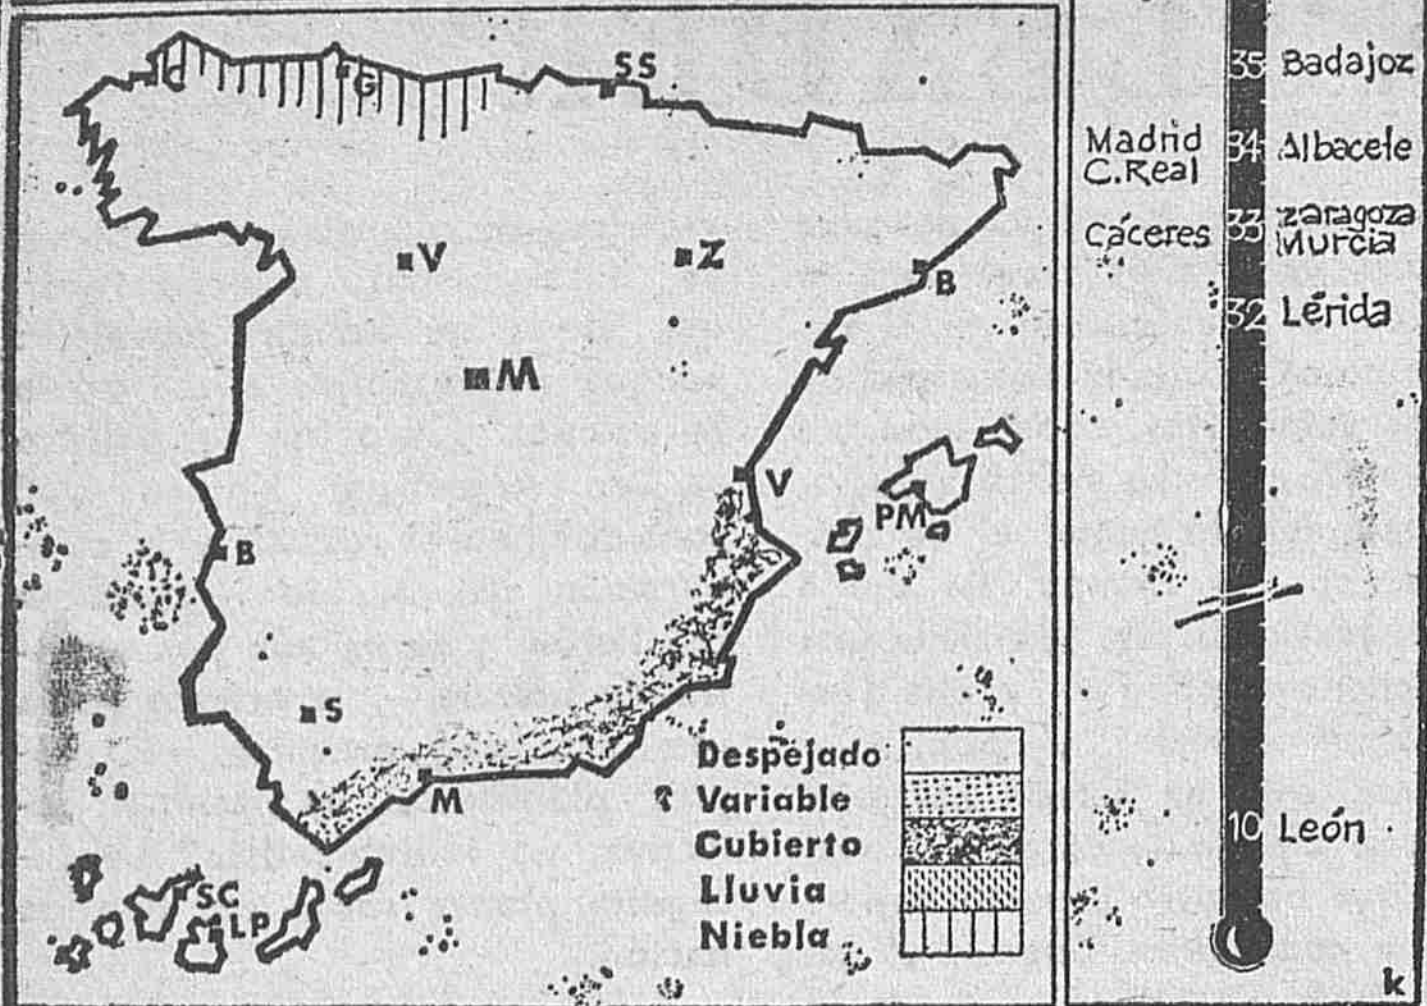 C
G
SS
V
Z
B
M
V
PM
B
S
M
SC
LP
Despejado
Variable
Cubierto
Lluvia
Niebla
35 Badajoz
Madrid 34 Albacete
C.Real
Cáceres 33 Zaragoza
Murcia
32 Lérida
10 León
k